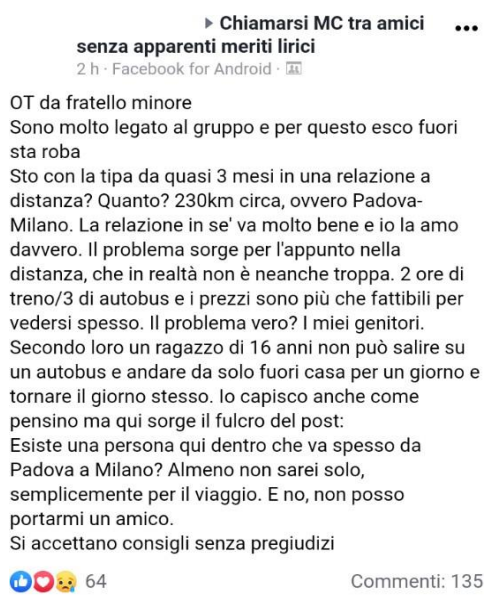 Chiamarsi MC tra amici
senza apparenti meriti lirici
2 h · Facebook for Android ·
OT da fratello minore
Sono molto legato al gruppo e per questo esco fuori
sta roba
Sto con la tipa da quasi 3 mesi in una relazione a
distanza? Quanto? 230km circa, ovvero Padova-
Milano. La relazione in se' va molto bene e io la amo
davvero. Il problema sorge per l'appunto nella
distanza, che in realtà non è neanche troppa. 2 ore di
treno/3 di autobus e i prezzi sono più che fattibili per
vedersi spesso. Il problema vero? I miei genitori.
Secondo loro un ragazzo di 16 anni non può salire su
un autobus e andare da solo fuori casa per un giorno e
tornare il giorno stesso. Io capisco anche come
pensino ma qui sorge il fulcro del post:
Esiste una persona qui dentro che va spesso da
Padova a Milano? Almeno non sarei solo,
semplicemente per il viaggio. E no, non posso
portarmi un amico.
Si accettano consigli senza pregiudizi
64 Commenti: 135